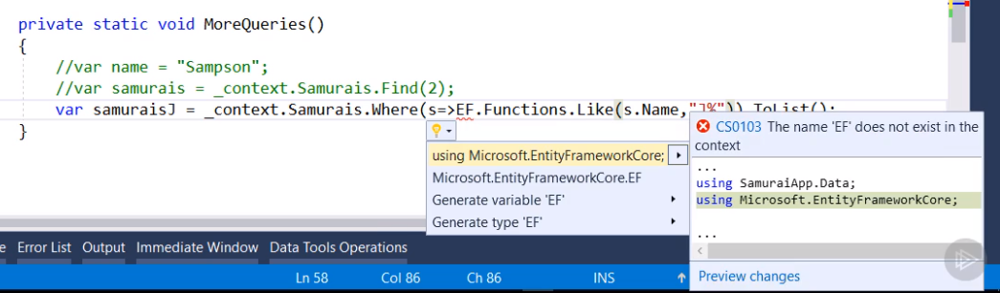 private static void MoreQueries()
{
//var name = "Sampson";
//var samurais = _context.Samurais.Find(2);
var samuraisJ = _context.Samurais.Where(s=>EF.Functions.Like(s.Name,"J%")).ToList();
}
using Microsoft.EntityFrameworkCore;
Microsoft.EntityFrameworkCore.EF
Generate variable 'EF'
Generate type 'EF'
CS0103 The name 'EF' does not exist in the
context
...
using SamuraiApp.Data;
using Microsoft.EntityFrameworkCore;
...
Preview changes
e Error List Output Immediate Window Data Tools Operations
Ln 58 Col 86 Ch 86 INS